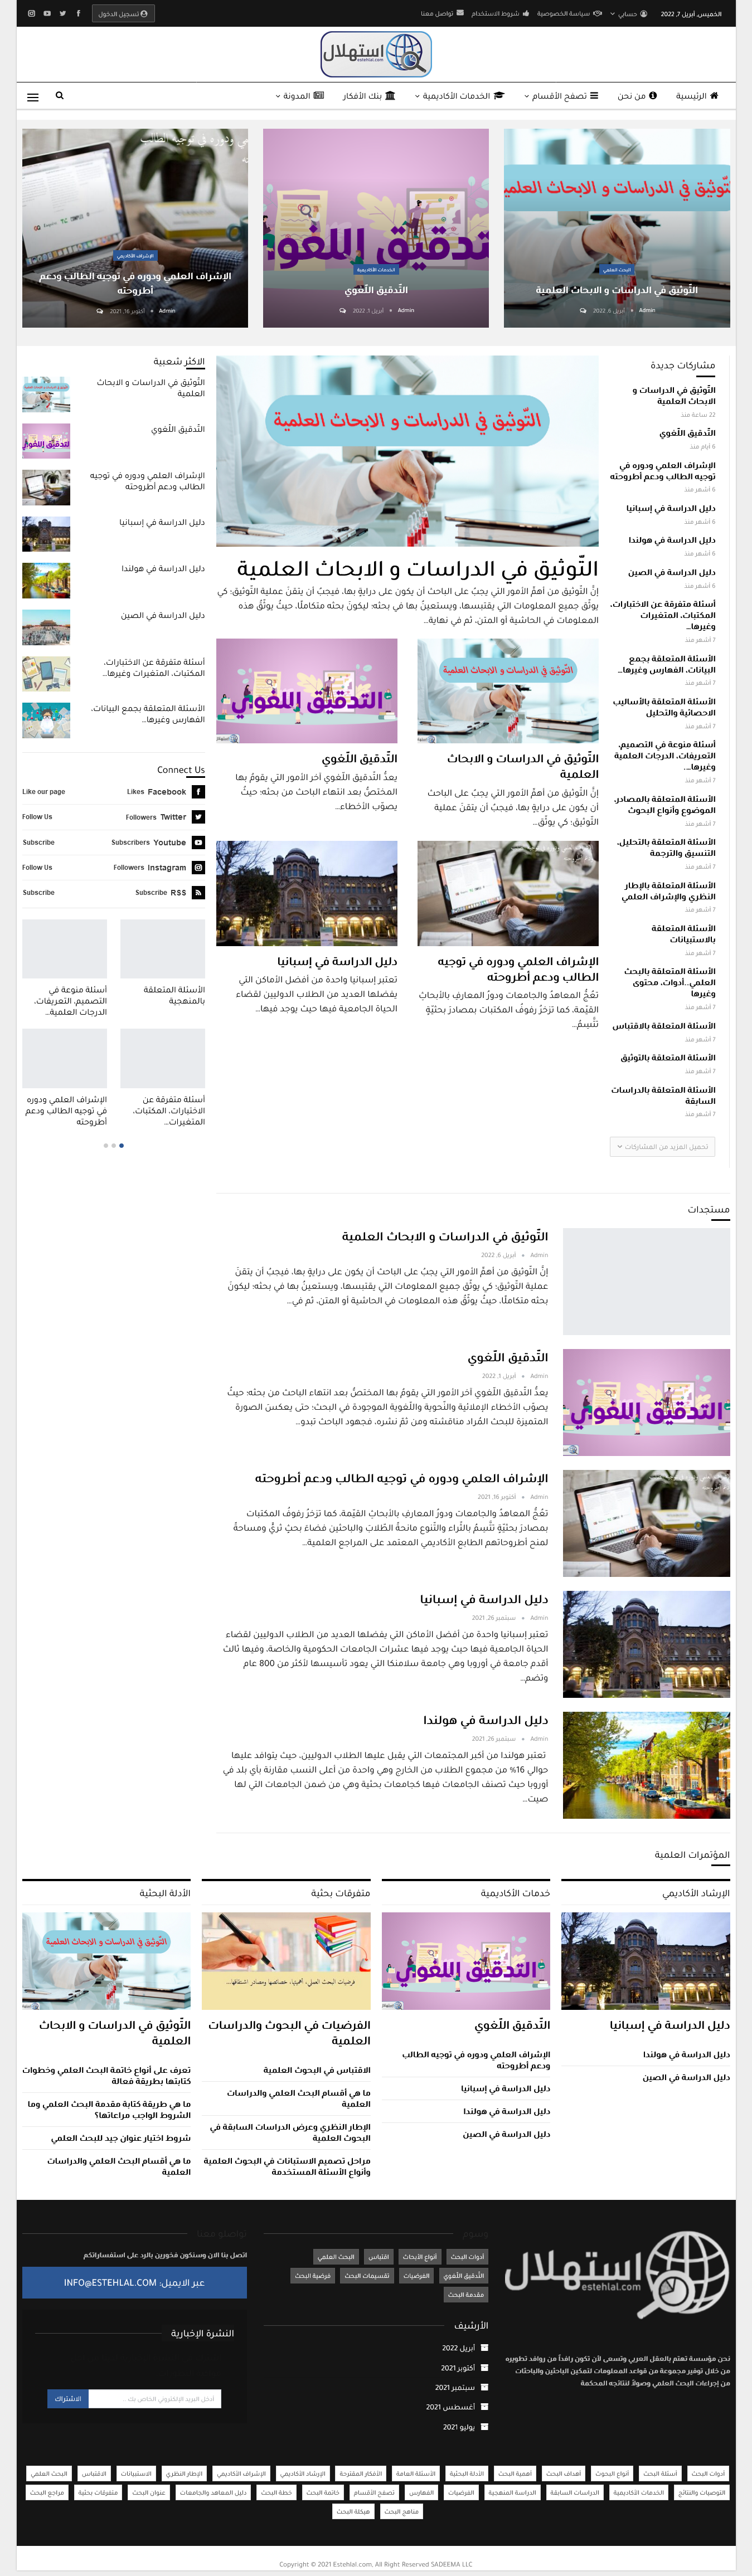 الخميس, أبريل 7, 2022
حسابي
سياسة الخصوصية
شروط الاستخدام
تواصل معنا
تسجيل الدخول
استهلال
estehlal.com
الرئيسية
من نحن
تصفح الأقسام
الخدمات الأكاديمية
بنك الأفكار
المدونة
البحث العلمي
التّوثيق في الدراسات و الابحاث العلمية
Admin • أبريل 6, 2022
الخدمات الأكاديمية
التّدقيق اللّغوي
Admin • أبريل 1, 2022
الإشراف الأكاديمي
الإشراف العلمي ودوره في توجيه الطالب ودعم
أطروحته
Admin • أكتوبر 16, 2021
مشاركات جديدة
التّوثيق في الدراسات و
الابحاث العلمية
22 ساعة منذ
التّدقيق اللّغوي
6 أيام منذ
الإشراف العلمي ودوره في
توجيه الطالب ودعم أطروحته
6 أشهر منذ
دليل الدراسة في إسبانيا
6 أشهر منذ
دليل الدراسة في هولندا
6 أشهر منذ
دليل الدراسة في الصين
6 أشهر منذ
أسئلة متفرقة عن الاختبارات،
المكتبات، المتغيرات
وغيرها…
7 أشهر منذ
الأسئلة المتعلقة بجمع
البيانات، الفهارس وغيرها…
7 أشهر منذ
الأسئلة المتعلقة بالأساليب
الاحصائية والتحليل
7 أشهر منذ
أسئلة منوعة في التصميم،
التعريفات، الدرجات العلمية
وغيرها….
7 أشهر منذ
الأسئلة المتعلقة بالمصادر،
الموضوع وأنواع البحوث
7 أشهر منذ
الأسئلة المتعلقة بالتحليل،
التنسيق والترجمة
7 أشهر منذ
الأسئلة المتعلقة بالإطار
النظري والإشراف العلمي
7 أشهر منذ
الأسئلة المتعلقة
بالاستبيانات
7 أشهر منذ
الأسئلة المتعلقة بالبحث
العلمي..أدوات، محتوى
وغيرها
7 أشهر منذ
الأسئلة المتعلقة بالاقتباس
7 أشهر منذ
الأسئلة المتعلقة بالتوثيق
7 أشهر منذ
الأسئلة المتعلقة بالدراسات
السابقة
7 أشهر منذ
تحميل المزيد من المشاركات
التّوثيق في الدراسات و الابحاث العلمية
التّوثيق في الدراسات و الابحاث العلمية
إنَّ التَّوثيق من أهمِّ الأمور التي يجبُ على الباحث أن يكون على درايةٍ بها، فيجبُ أن يتقنَ عملية التَّوثيق؛ كي
يوثّق جميع المعلومات التي يقتبسها، ويستعينُ بها في بحثه؛ ليكونَ بحثه متكاملًا، حيثُ يوثَّق هذه
المعلومات في الحاشية أو المتن، ثم في نهاية…
التّوثيق في الدراسات و الابحاث
العلمية
إنَّ التَّوثيق من أهمِّ الأمور التي يجبُ على الباحث
أن يكون على درايةٍ بها، فيجبُ أن يتقنَ عملية
التَّوثيق؛ كي يوثّق…
التّدقيق اللّغوي
يعدُّ التَّدقيق اللّغوي آخر الأمور التي يقومُ بها
المختصُّ بعد انتهاء الباحث من بحثه؛ حيثُ
يصوّب الأخطاء…
الإشراف العلمي ودوره في توجيه
الطالب ودعم أطروحته
تعُجُّ المعاهدُ والجامعات ودورُ المعارفِ بالأبحاثِ
القيّمة، كما تزخرُ رفوفُ المكتبات بمصادرَ بحثيّةٍ
تتَّسِمُ…
دليل الدراسة في إسبانيا
تعتبر إسبانيا واحدة من أفضل الأماكن التي
يفضلها العديد من الطلاب الدوليين لقضاء
الحياة الجامعية فيها حيث يوجد فيها…
الاكثر شعبية
التّوثيق في الدراسات و الابحاث
العلمية
التّدقيق اللّغوي
الإشراف العلمي ودوره في توجيه
الطالب ودعم أطروحته
دليل الدراسة في إسبانيا
دليل الدراسة في هولندا
دليل الدراسة في الصين
أسئلة متفرقة عن الاختبارات،
المكتبات، المتغيرات وغيرها…
الأسئلة المتعلقة بجمع البيانات،
الفهارس وغيرها…
Connect Us
Facebook Likes Like our page
Twitter Followers Follow Us
Youtube Subscribers Subscribe
Instagram Followers Follow Us
RSS Subscribe Subscribe
الأسئلة المتعلقة
بالمنهجية
أسئلة منوعة في
التصميم، التعريفات،
الدرجات العلمية…
أسئلة متفرقة عن
الاختبارات، المكتبات،
المتغيرات…
الإشراف العلمي ودوره
في توجيه الطالب ودعم
أطروحته
مستجدات
التّوثيق في الدراسات و الابحاث العلمية
Admin • أبريل 6, 2022
إنَّ التَّوثيق من أهمِّ الأمور التي يجبُ على الباحث أن يكون على درايةٍ بها، فيجبُ أن يتقنَ
عملية التَّوثيق؛ كي يوثّق جميع المعلومات التي يقتبسها، ويستعينُ بها في بحثه؛ ليكونَ
بحثه متكاملًا، حيثُ يوثَّق هذه المعلومات في الحاشية أو المتن، ثم في…
التّدقيق اللّغوي
Admin • أبريل 1, 2022
يعدُّ التَّدقيق اللّغوي آخر الأمور التي يقومُ بها المختصُّ بعد انتهاء الباحث من بحثه؛ حيثُ
يصوّب الأخطاء الإملائية والنَّحوية واللّغوية الموجودة في البحث؛ حتى يعكسَ الصورة
المتميزة للبحث المُراد مناقشته ومن ثمّ نشره، فجهود الباحث تبدو…
الإشراف العلمي ودوره في توجيه الطالب ودعم أطروحته
Admin • أكتوبر 16, 2021
تعُجُّ المعاهدُ والجامعات ودورُ المعارفِ بالأبحاثِ القيّمة، كما تزخرُ رفوفُ المكتبات
بمصادرَ بحثيّةٍ تتَّسِمُ بالثَّراء والتَّنوع مانحةً الطّلابَ والباحثين فضاءَ بحثٍ ثريٍّ ومساحةً
لمنح أطروحاتهم الطابع الأكاديمي المعتمد على المراجع العلمية…
دليل الدراسة في إسبانيا
Admin • سبتمبر 26, 2021
تعتبر إسبانيا واحدة من أفضل الأماكن التي يفضلها العديد من الطلاب الدوليين لقضاء
الحياة الجامعية فيها حيث يوجد فيها عشرات الجامعات الحكومية والخاصة، وفيها ثالث
أقدم جامعة في أوروبا وهي جامعة سلامنكا التي يعود تأسيسها لأكثر من 800 عام
وتضم…
دليل الدراسة في هولندا
Admin • سبتمبر 26, 2021
تعتبر هولندا من أكبر المجتمعات التي يقبل عليها الطلاب الدوليين، حيث يتوافد عليها
حوالي 16% من مجموع الطلاب من الخارج وهي واحدة من أعلى النسب مقارنة بأي بلد في
أوروبا حيث تصنف الجامعات فيها كجامعات بحثية وهي من ضمن الجامعات التي لها
صيت…
المؤتمرات العلمية
الإرشاد الأكاديمي
دليل الدراسة في إسبانيا
دليل الدراسة في هولندا
دليل الدراسة في الصين
خدمات الأكاديمية
التّدقيق اللّغوي
الإشراف العلمي ودوره في توجيه الطالب
ودعم أطروحته
دليل الدراسة في إسبانيا
دليل الدراسة في هولندا
دليل الدراسة في الصين
متفرقات بحثية
الفرضيات في البحوث والدراسات
العلمية
الاقتباس في البحوث العلمية
ما هي أقسام البحث العلمي والدراسات
العلمية
الإطار النظري وعرض الدراسات السابقة في
البحوث العلمية
مراحل تصميم الاستبانات في البحوث العلمية
وأنواع الأسئلة المستخدمة
الأدلة البحثية
التّوثيق في الدراسات و الابحاث
العلمية
تعرف على أنواع خاتمة البحث العلمي وخطوات
كتابتها بطريقة فعالة
ما هي طريقة كتابة مقدمة البحث العلمي وما
الشروط الواجب مراعاتها؟
شروط اختيار عنوان جيد للبحث العلمي
ما هي أقسام البحث العلمي والدراسات
العلمية
استهلال
estehlal.com
نحن مؤسسة تهتم بالعقل العربي وتسعى لأن تكون رافداً من روافد تطويره
من خلال توفير مجموعة من قواعد المعلومات لتمكين الباحثين والباحثات
من إجراءات البحث العلمي وصولاً لنتائجه المحكمة
وسوم
أدوات البحث
أنواع الأبحاث
اقتباس
البحث العلمي
التّدقيق اللّغوي
الفرضيات
تقسيمات البحث
فرضية البحث
مقدمة البحث
الأرشيف
أبريل 2022
أكتوبر 2021
سبتمبر 2021
أغسطس 2021
يوليو 2021
تواصلو معنا
اتصل بنا الان وسنكون فخورين بالرد على استفساراتكم
عبر الايميل: INFO@ESTEHLAL.COM
النشرة الإخبارية
أدخل البريد الإلكتروني الخاص بك ..
الاشتراك
أدوات البحث
أسئلة البحث
أنواع البحوث
أهداف البحث
أهمية البحث
الأدلة البحثية
الأسئلة العامة
الأفكار المقترحة
الإرشاد الأكاديمي
الإشراف الأكاديمي
الإطار النظري
الاستبيانات
الاقتباس
البحث العلمي
التوصيات والنتائج
الخدمات الأكاديمية
الدراسات السابقة
الدراسة المنهجية
الفرضيات
الفهارس
تصفح الأقسام
خاتمة البحث
خطة البحث
دليل المعاهد والجامعات
عنوان البحث
متفرقات بحثية
مراجع البحث
مناهج البحث
هيكلة البحث
Copyright © 2021 Estehlal.com, All Right Reserved SADEEMA LLC